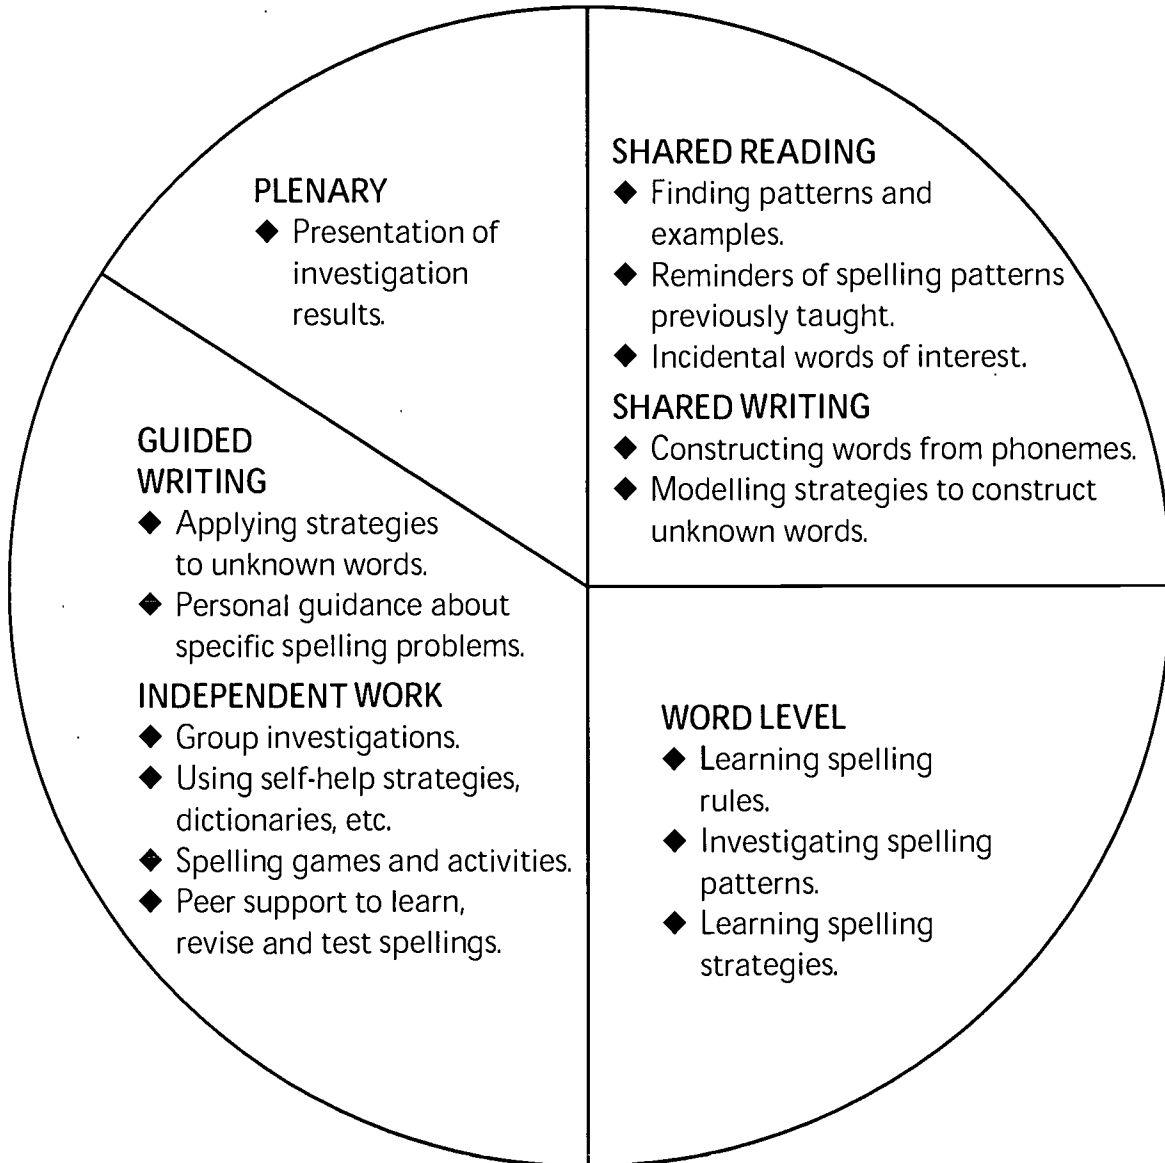 SHARED READING
◆ Finding patterns and
examples.
◆ Reminders of spelling patterns
previously taught.
◆ Incidental words of interest.
SHARED WRITING
◆ Constructing words from phonemes.
◆ Modelling strategies to construct
unknown words.
WORD LEVEL
◆ Learning spelling
rules.
◆ Investigating spelling
patterns.
◆ Learning spelling
strategies.
GUIDED
WRITING
◆ Applying strategies
to unknown words.
◆ Personal guidance about
specific spelling problems.
INDEPENDENT WORK
◆ Group investigations.
◆ Using self-help strategies,
dictionaries, etc.
◆ Spelling games and activities.
◆ Peer support to learn,
revise and test spellings.
PLENARY
◆ Presentation of
investigation
results.